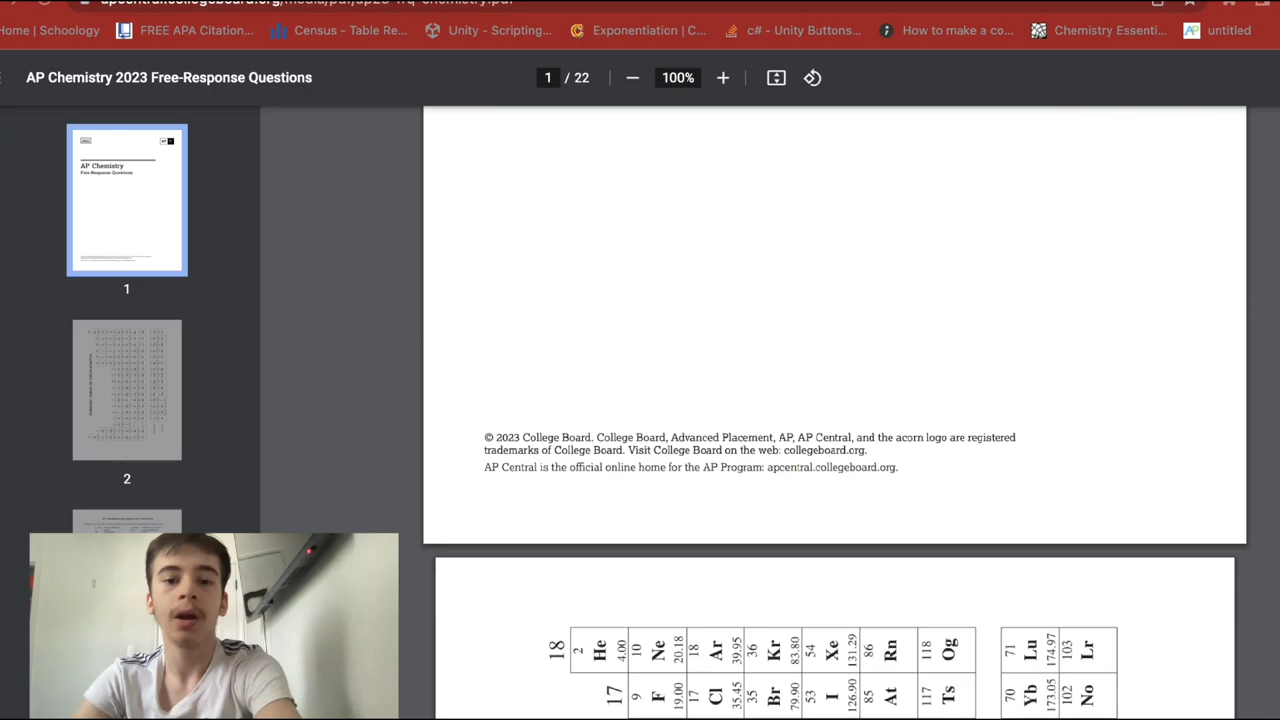 Home | Schoology FREE APA Citation... Census - Table Re... Unity - Scripting... Exponentiation | C... c# - Unity Buttons... How to make a co... Chemistry Essenti... untitled
AP Chemistry 2023 Free-Response Questions 1 / 22 100%
AP Chemistry
Free-Response Questions
1
2
© 2023 College Board. College Board, Advanced Placement, AP, AP Central, and the acorn logo are registered
trademarks of College Board. Visit College Board on the web: collegeboard.org.
AP Central is the official online home for the AP Program: apcentral.collegeboard.org.
18
2 He 4.00
10 Ne 20.18
18 Ar 39.95
36 Kr 83.80
54 Xe 131.29
86 Rn
118 Og
71 Lu 174.97
103 Lr
17
9 F 19.00
17 Cl 35.45
35 Br 79.90
53 I 126.90
85 At
117 Ts
70 Yb 173.05
102 No